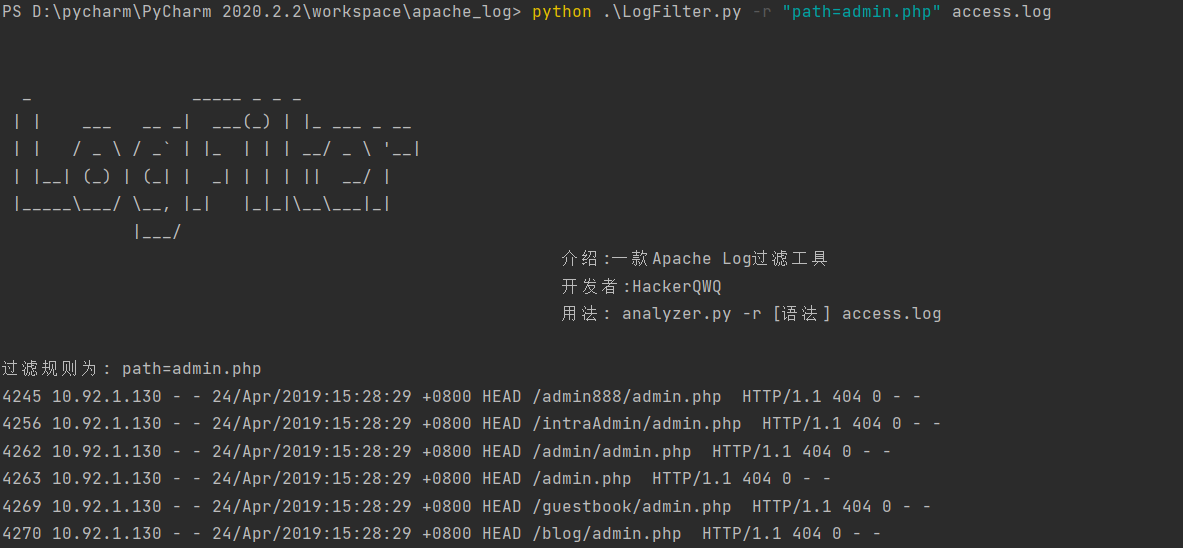 PS D:\pycharm\PyCharm 2020.2.2\workspace\apache_log> python .\LogFilter.py -r "path=admin.php" access.log
  _                _____ _ _ _
 | |    ___   __ _|  ___(_) | |_ ___ _ __
 | |   / _ \ / _` | |_  | | | __/ _ \ '__|
 | |__| (_) | (_| |  _| | | | ||  __/ |
 |_____\___/ \__, |_|   |_|_|\__\___|_|
             |___/
介绍:一款Apache Log过滤工具
开发者:HackerQWQ
用法: analyzer.py -r [语法] access.log
过滤规则为: path=admin.php
4245 10.92.1.130 - - 24/Apr/2019:15:28:29 +0800 HEAD /admin888/admin.php  HTTP/1.1 404 0 - -
4256 10.92.1.130 - - 24/Apr/2019:15:28:29 +0800 HEAD /intraAdmin/admin.php  HTTP/1.1 404 0 - -
4262 10.92.1.130 - - 24/Apr/2019:15:28:29 +0800 HEAD /admin/admin.php  HTTP/1.1 404 0 - -
4263 10.92.1.130 - - 24/Apr/2019:15:28:29 +0800 HEAD /admin.php  HTTP/1.1 404 0 - -
4269 10.92.1.130 - - 24/Apr/2019:15:28:29 +0800 HEAD /guestbook/admin.php  HTTP/1.1 404 0 - -
4270 10.92.1.130 - - 24/Apr/2019:15:28:29 +0800 HEAD /blog/admin.php  HTTP/1.1 404 0 - -